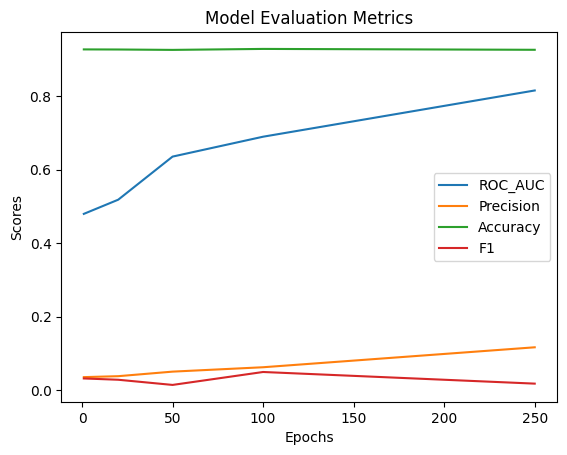 Model Evaluation Metrics
Scores
0.8
0.6
0.4
0.2
0.0
ROC_AUC
Precision
Accuracy
F1
0
50
100
150
200
250
Epochs